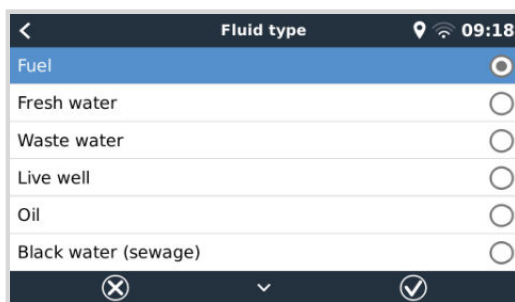 Fluid type 09:18
Fuel
Fresh water
Waste water
Live well
Oil
Black water (sewage)